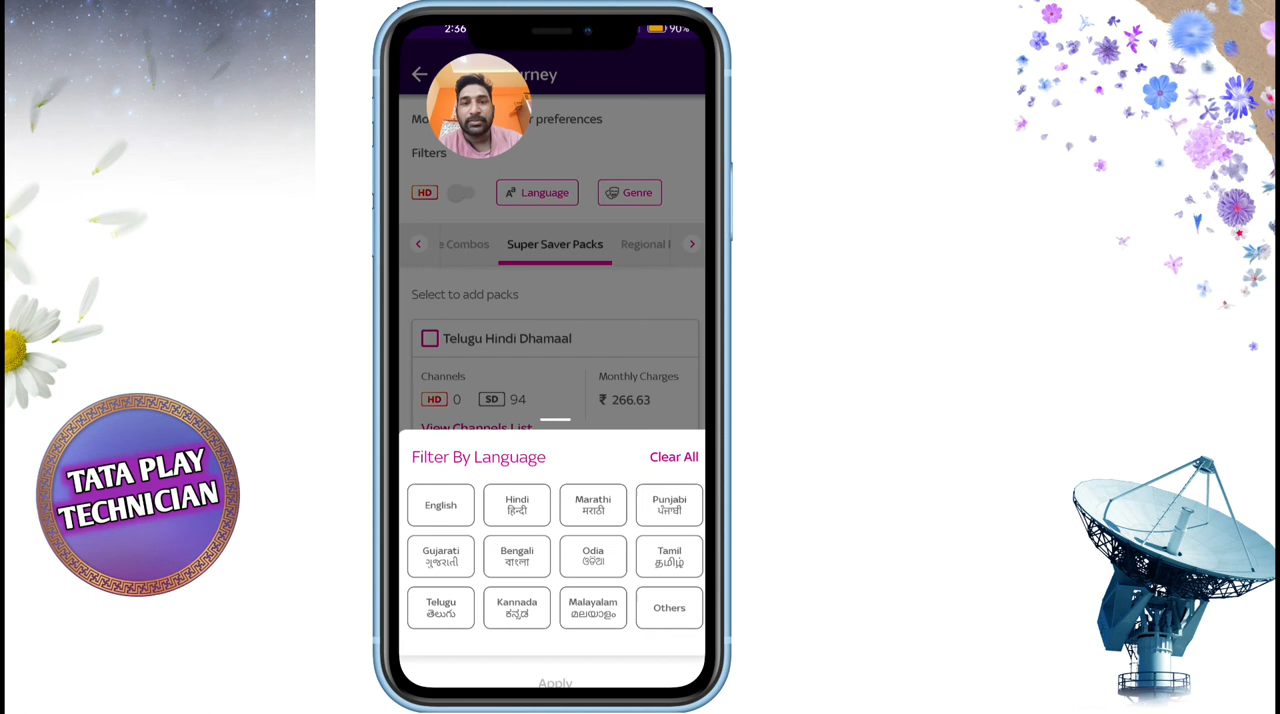 2:36
90%
urney
Mo
r preferences
Filters
HD
Language
Genre
e Combos
Super Saver Packs
Regional
Select to add packs
Telugu Hindi Dhamaal
Channels
Monthly Charges
HD 0 SD 94
₹ 266.63
View Channels List
Filter By Language
Clear All
English
Hindi
हिन्दी
Marathi
मराठी
Punjabi
ਪੰਜਾਬੀ
Gujarati
ગુજરાતી
Bengali
বাংলা
Odia
ଓଡ଼ିଆ
Tamil
தமிழ்
Telugu
తెలుగు
Kannada
ಕನ್ನಡ
Malayalam
മലയാളം
Others
Apply
TATA PLAY
TECHNICIAN